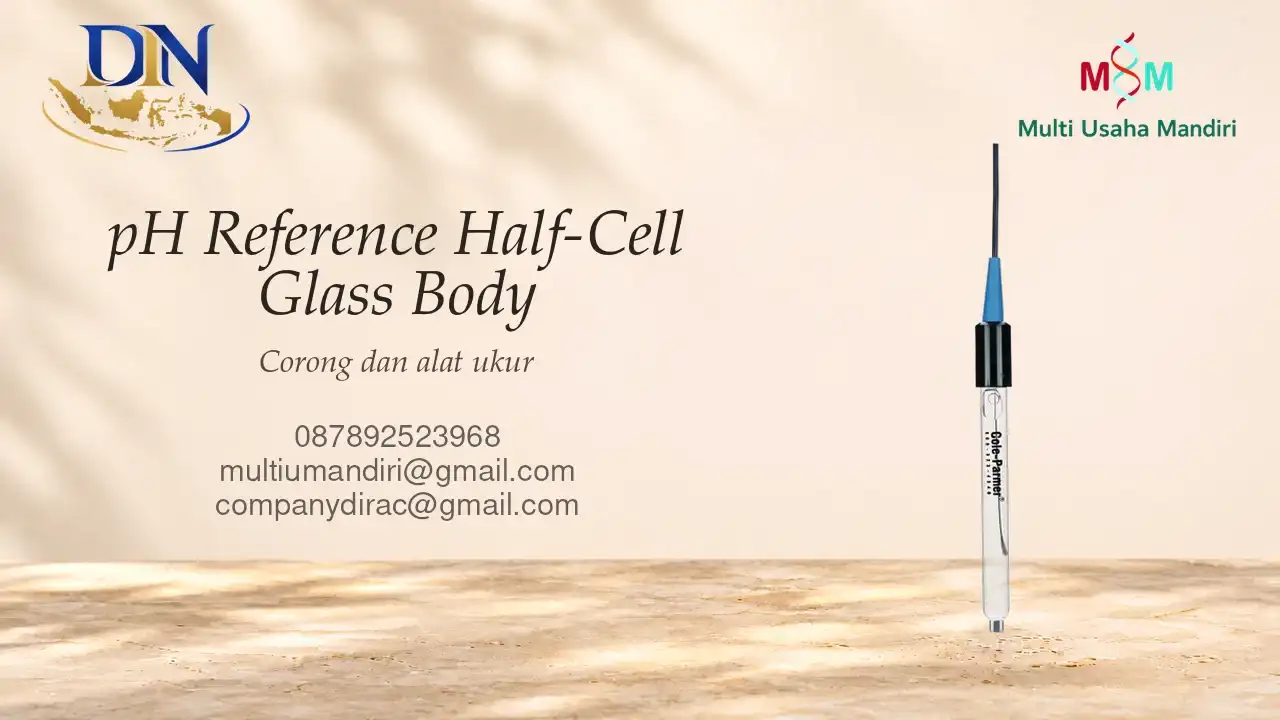 DN
M M
Multi Usaha Mandiri
pH Reference Half-Cell
Glass Body
Corong dan alat ukur
087892523968
multiumandiri@gmail.com
companydirac@gmail.com
Cole-Parmer®